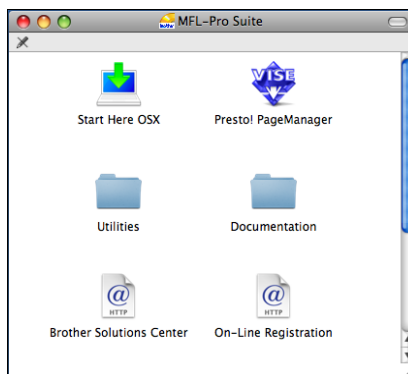 MFL-Pro Suite
VISE
Start Here OSX
Presto! PageManager
Utilities
Documentation
@
HTTP
@
HTTP
Brother Solutions Center
On-Line Registration